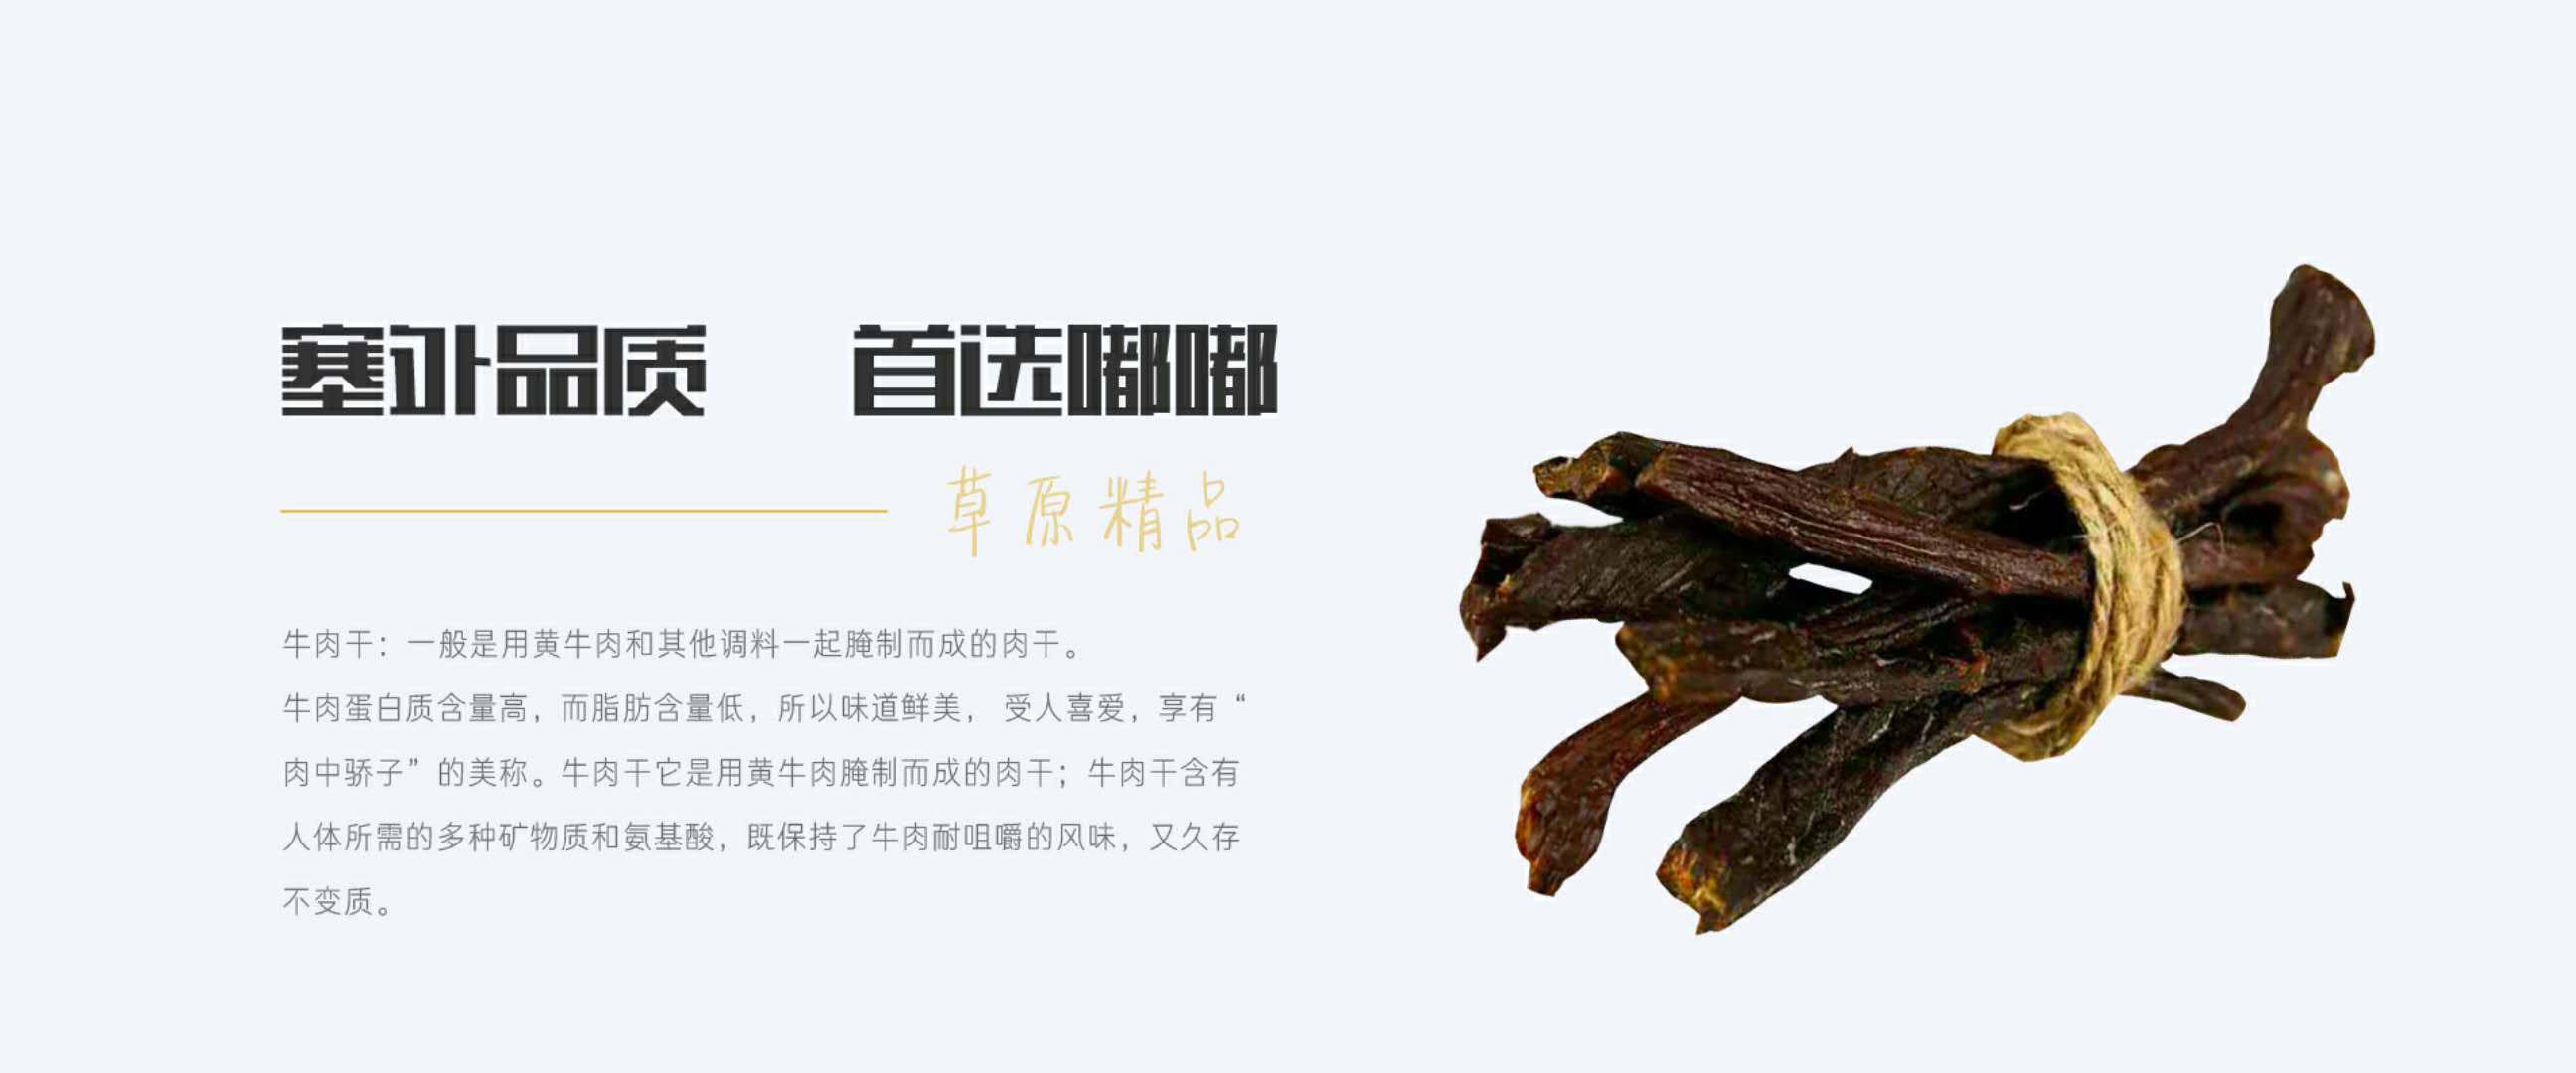 塞外品质 首选嘟嘟
草原精品
牛肉干：一般是用黄牛肉和其他调料一起腌制而成的肉干。
牛肉蛋白质含量高，而脂肪含量低，所以味道鲜美， 受人喜爱，享有“
肉中骄子”的美称。牛肉干它是用黄牛肉腌制而成的肉干；牛肉干含有
人体所需的多种矿物质和氨基酸，既保持了牛肉耐咀嚼的风味，又久存
不变质。